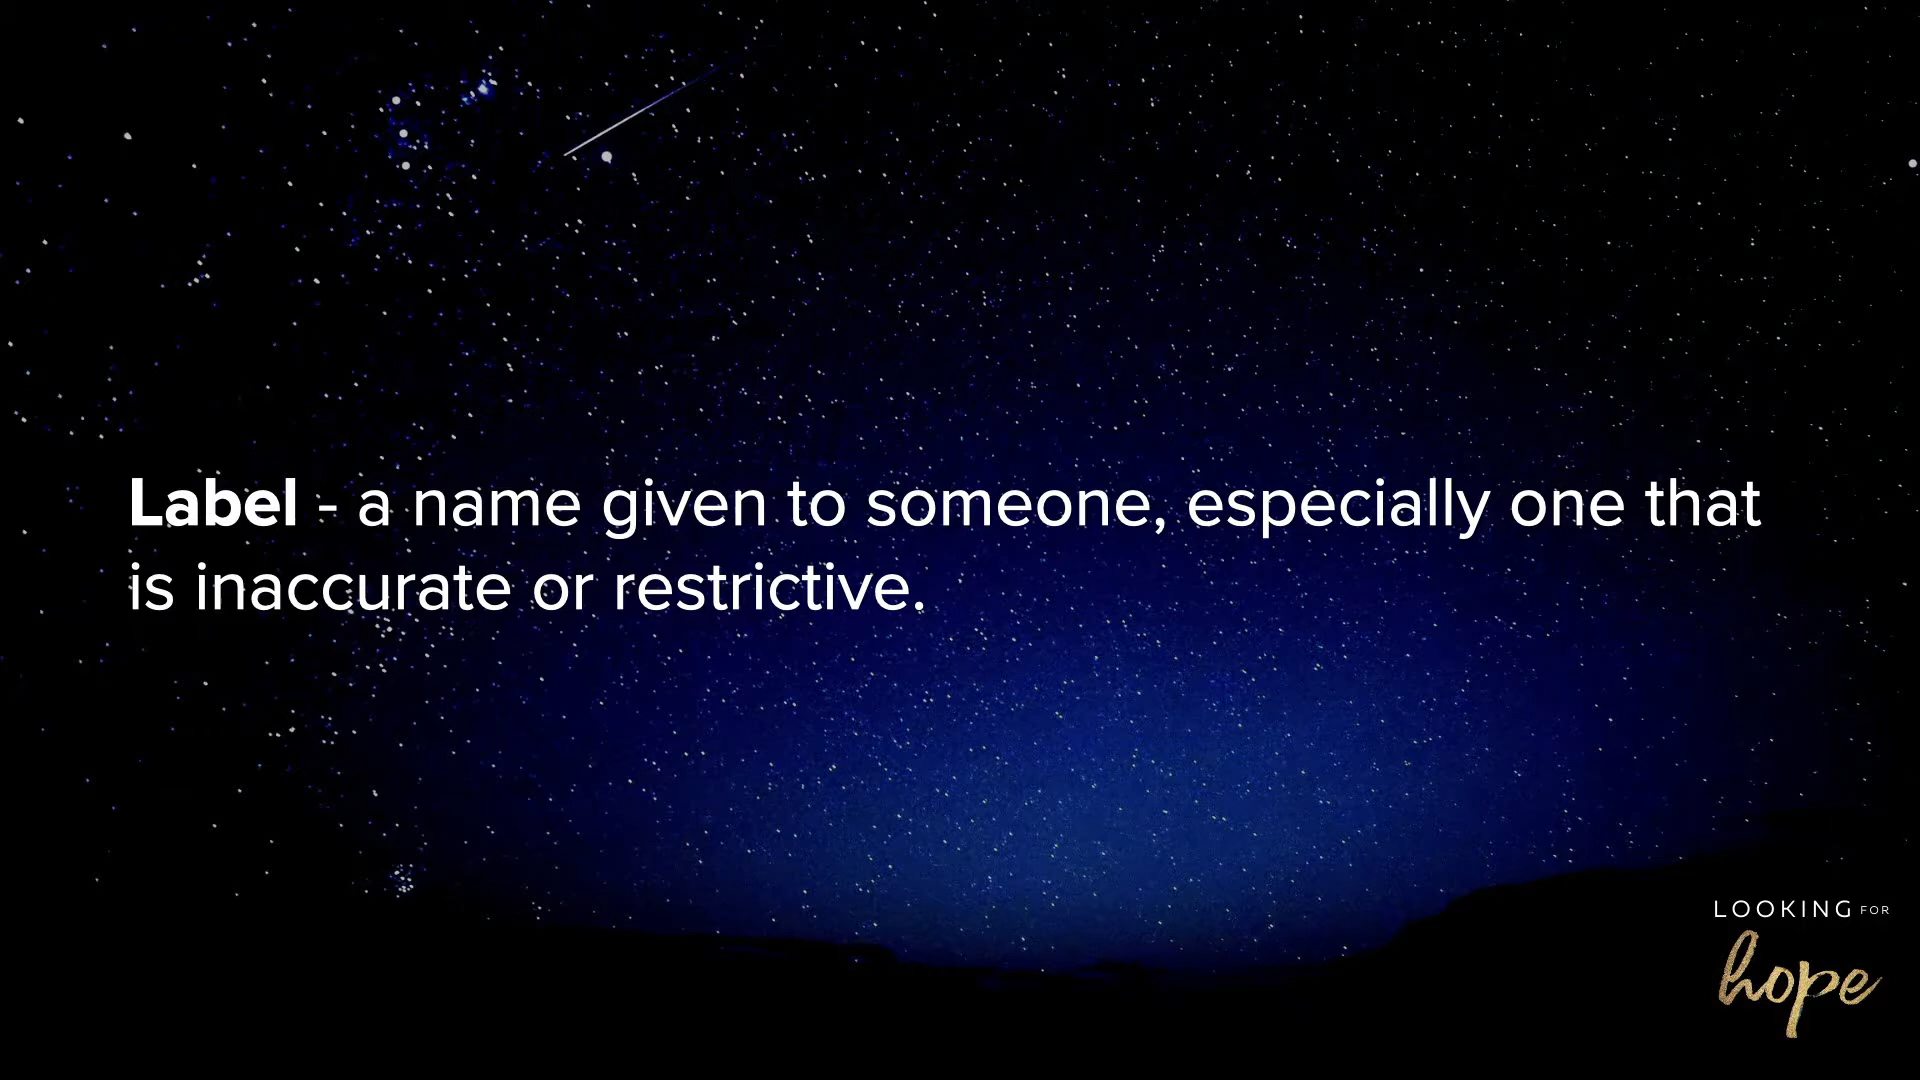 Label - a name given to someone, especially one that
is inaccurate or restrictive.
LOOKING FOR
hope